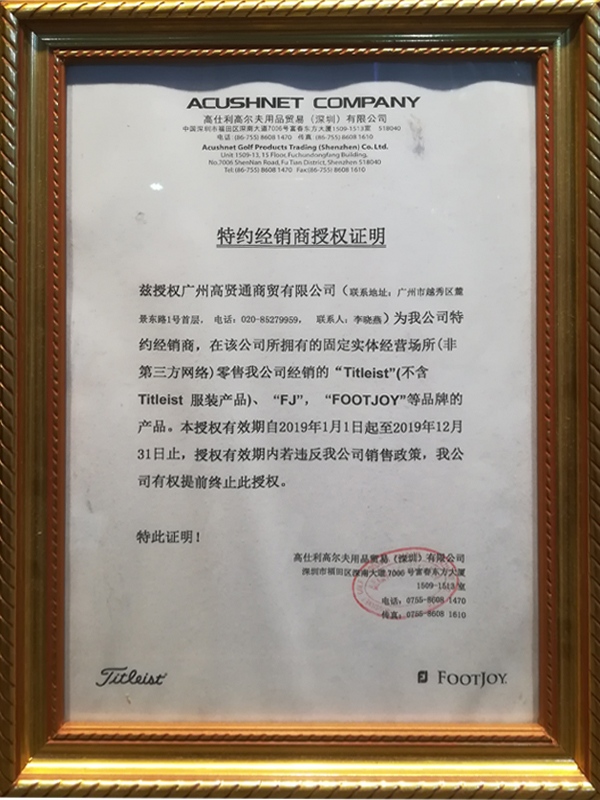 ACUSHNET COMPANY
高仕利高尔夫用品贸易（深圳）有限公司
中国深圳市福田区深南大道7006号富春东方大厦1509-1513室 518040
电话:(86-755) 8608 1470 传真:(86-755) 8608 1610
Acushnet Golf Products Trading (Shenzhen) Co. Ltd.
Unit 1509-13, 15 Floor, Fuchundongfang Building,
No.7006 ShenNan Road, Fu Tian District, Shenzhen 518040
Tel:(86-755) 8608 1470 Fax:(86-755) 8608 1610
特约经销商授权证明
兹授权广州高贤通商贸有限公司（联系地址：广州市越秀区麓
景东路1号首层，电话：020-85279959，联系人：李晓燕）为我公司特
约经销商，在该公司所拥有的固定实体经营场所(非
第三方网络)零售我公司经销的“Titleist”(不含
Titleist 服装产品)、“FJ”，“FOOTJOY”等品牌的
产品。本授权有效期自2019年1月1日起至2019年12月
31日止，授权有效期内若违反我公司销售政策，我公
司有权提前终止此授权。
特此证明！
高仕利高尔夫用品贸易（深圳）有限公司
深圳市福田区深南大道 7006 号富春东方大厦
1509-1513 室
电话：0755-8608 1470
传真：0755-8608 1610
Titleist
FOOTJOY